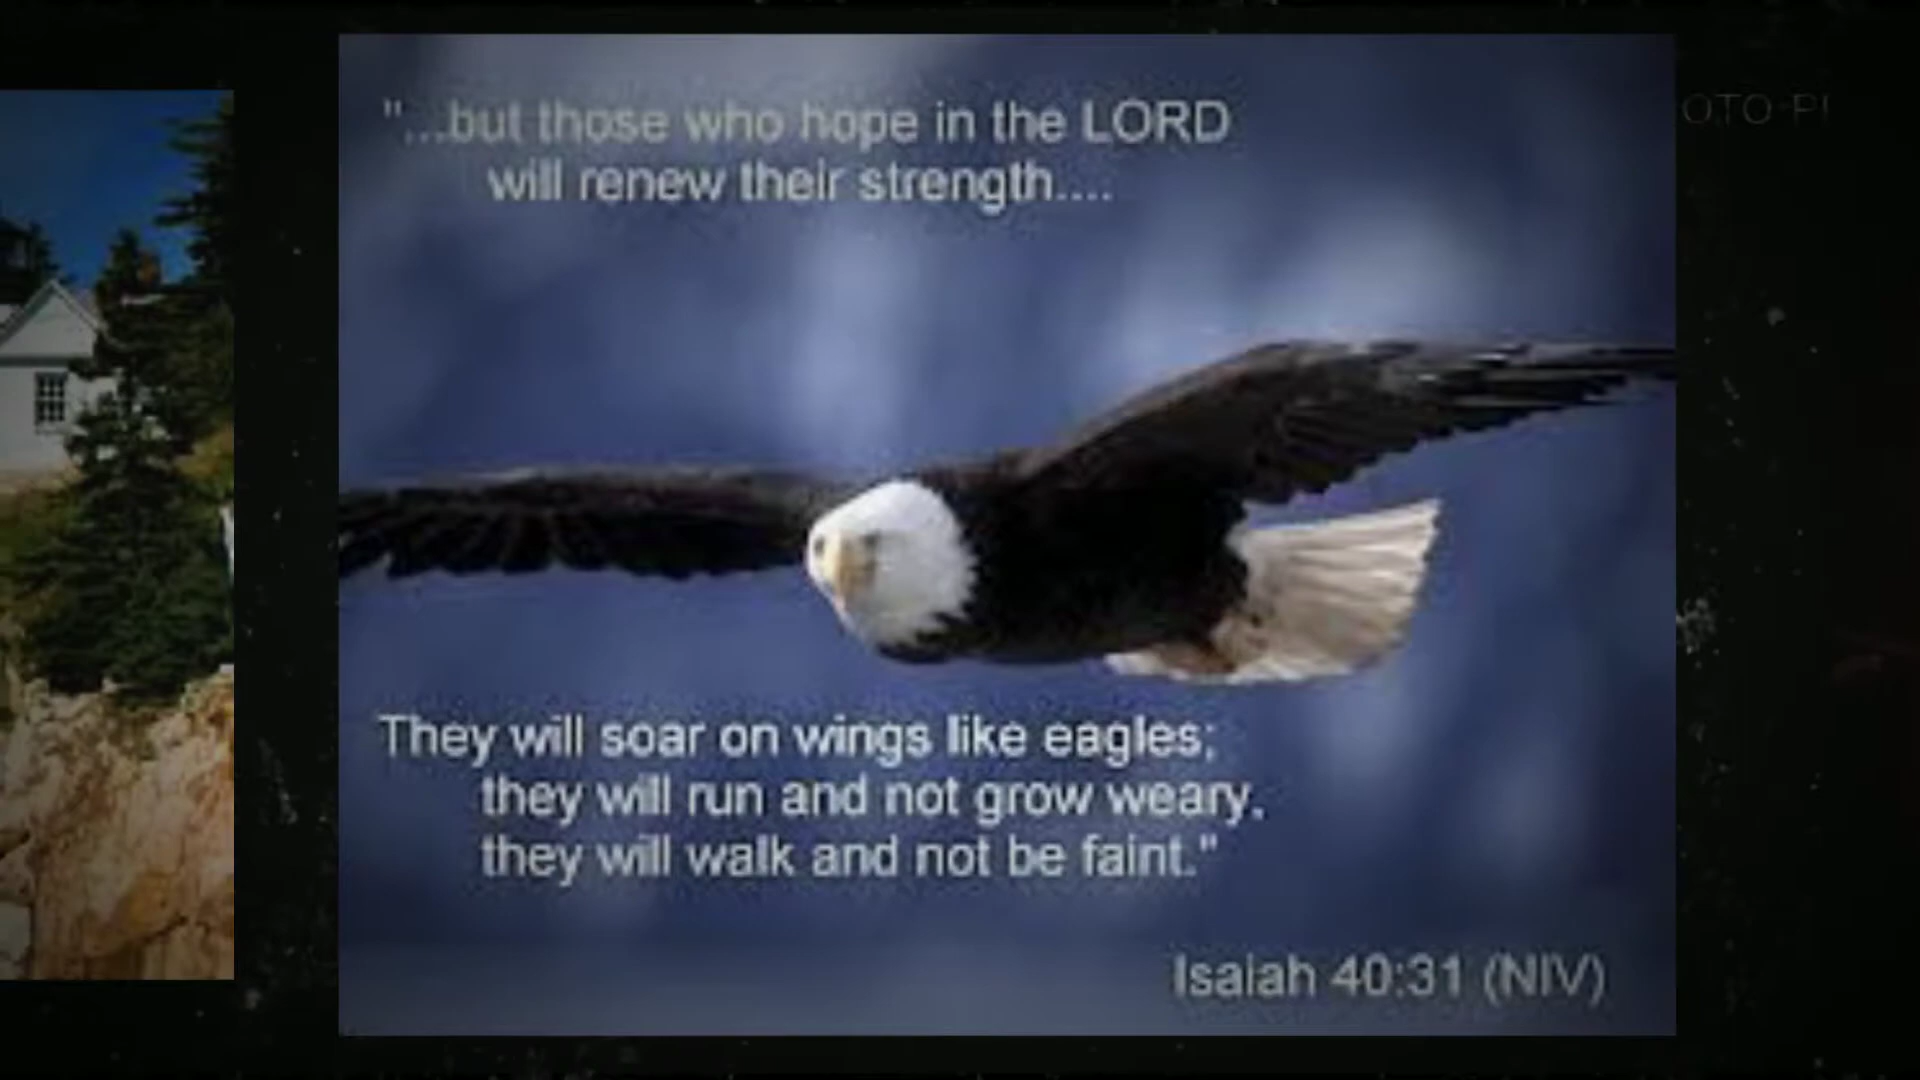 "...but those who hope in the LORD
will renew their strength....
They will soar on wings like eagles;
they will run and not grow weary,
they will walk and not be faint."
Isaiah 40:31 (NIV)